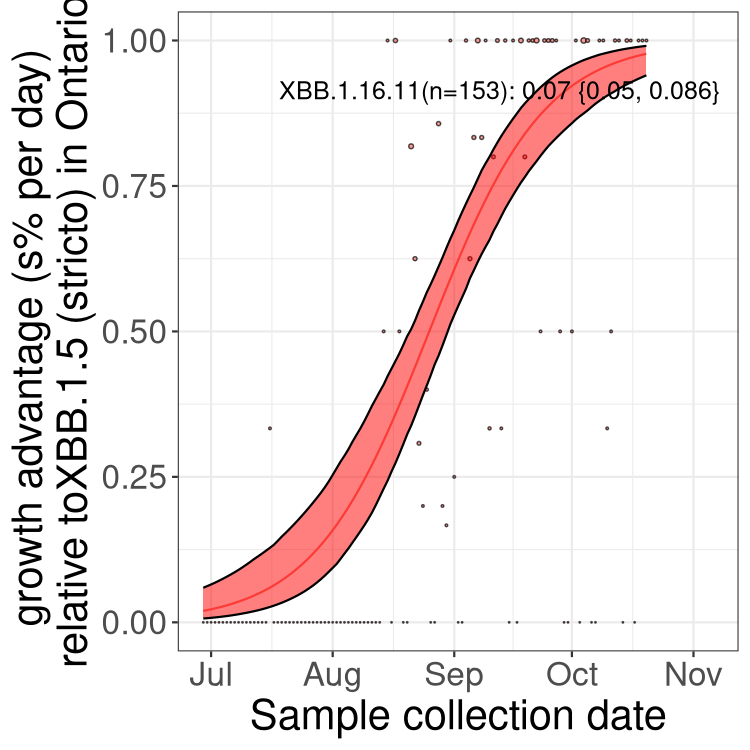 growth advantage (s% per day)
relative toXBB.1.5 (stricto) in Ontario
1.00
0.75
0.50
0.25
0.00
XBB.1.16.11(n=153): 0.07 {0.05, 0.086}
Jul Aug Sep Oct Nov
Sample collection date